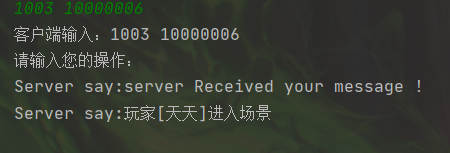 1003 10000006
客户端输入：1003 10000006
请输入您的操作：
Server say:server Received your message !
Server say:玩家[天天]进入场景